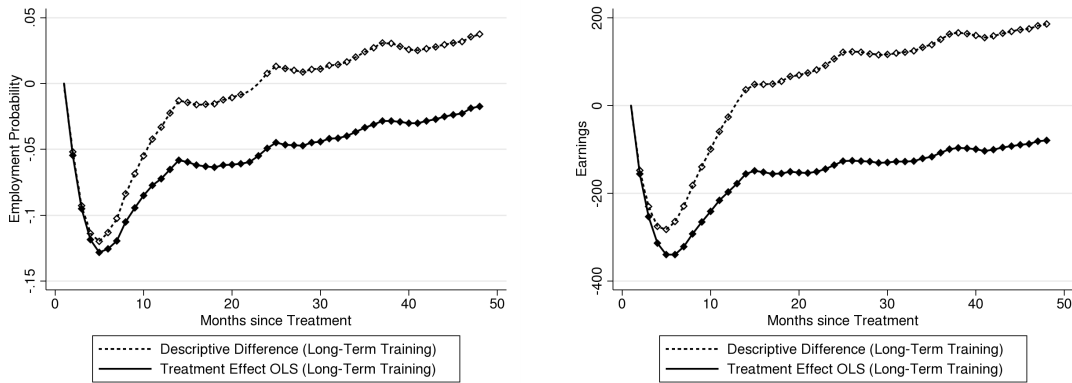 Employment Probability
.05
0
-.05
-.1
-.15
0 10 20 30 40 50
Months since Treatment
Descriptive Difference (Long-Term Training)
Treatment Effect OLS (Long-Term Training)
Earnings
200
0
-200
-400
0 10 20 30 40 50
Months since Treatment
Descriptive Difference (Long-Term Training)
Treatment Effect OLS (Long-Term Training)